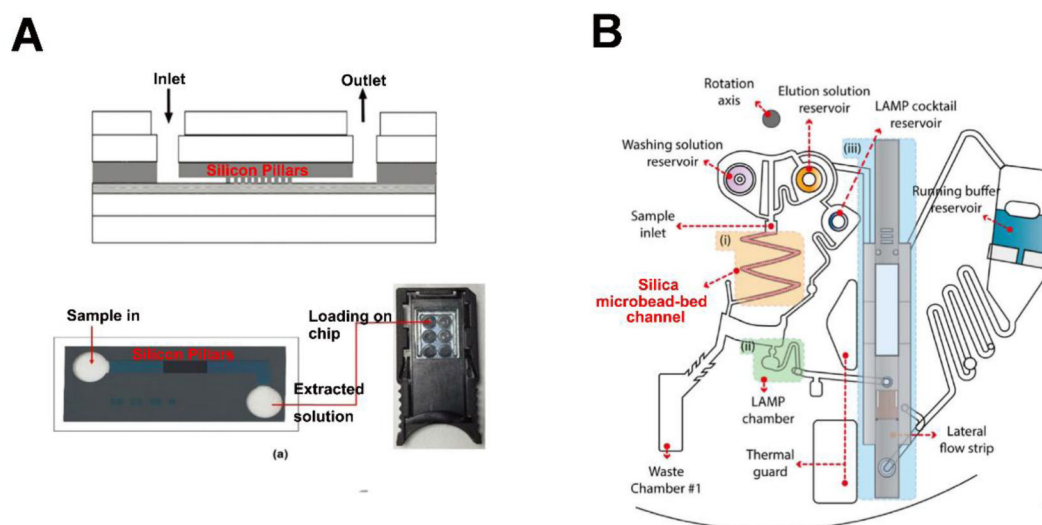 A
Inlet
Outlet
Silicon Pillars
Sample in
Silicon Pillars
Loading on
chip
Extracted
solution
(a)
B
Rotation
axis
Elution solution
reservoir
LAMP cocktail
reservoir
Washing solution
reservoir
(iii)
Running buffer
reservoir
Sample
inlet
(i)
Silica
microbead-bed
channel
(ii)
LAMP
chamber
Thermal
guard
Lateral
flow strip
Waste
Chamber #1